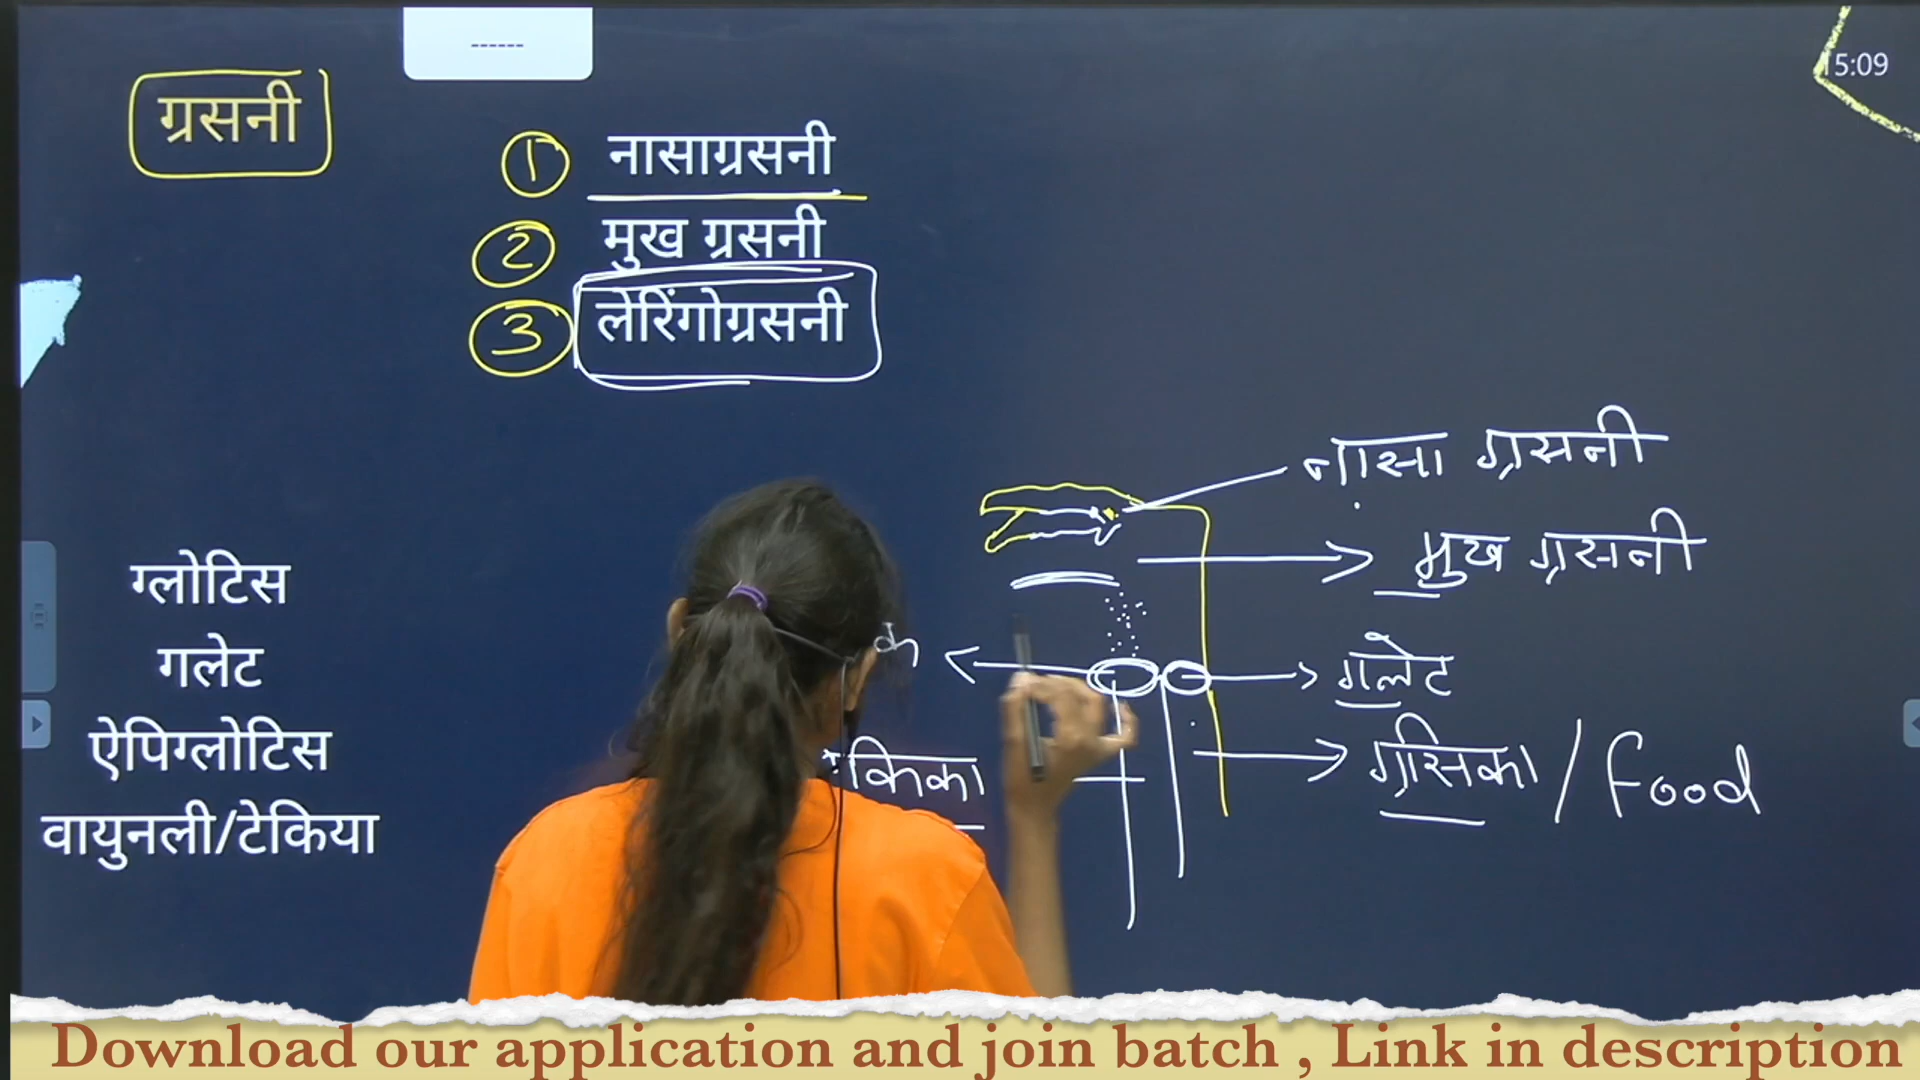 ------
5:09
ग्रसनी
1 नासाग्रसनी
2 मुख ग्रसनी
3 लेरिंगोग्रसनी
नासा ग्रसनी
मुख ग्रसनी
ग्लोटिस
गलेट
गलेट
ऐपिग्लोटिस
ग्रसिका / Food
वायुनली/टेकिया
Download our application and join batch , Link in description